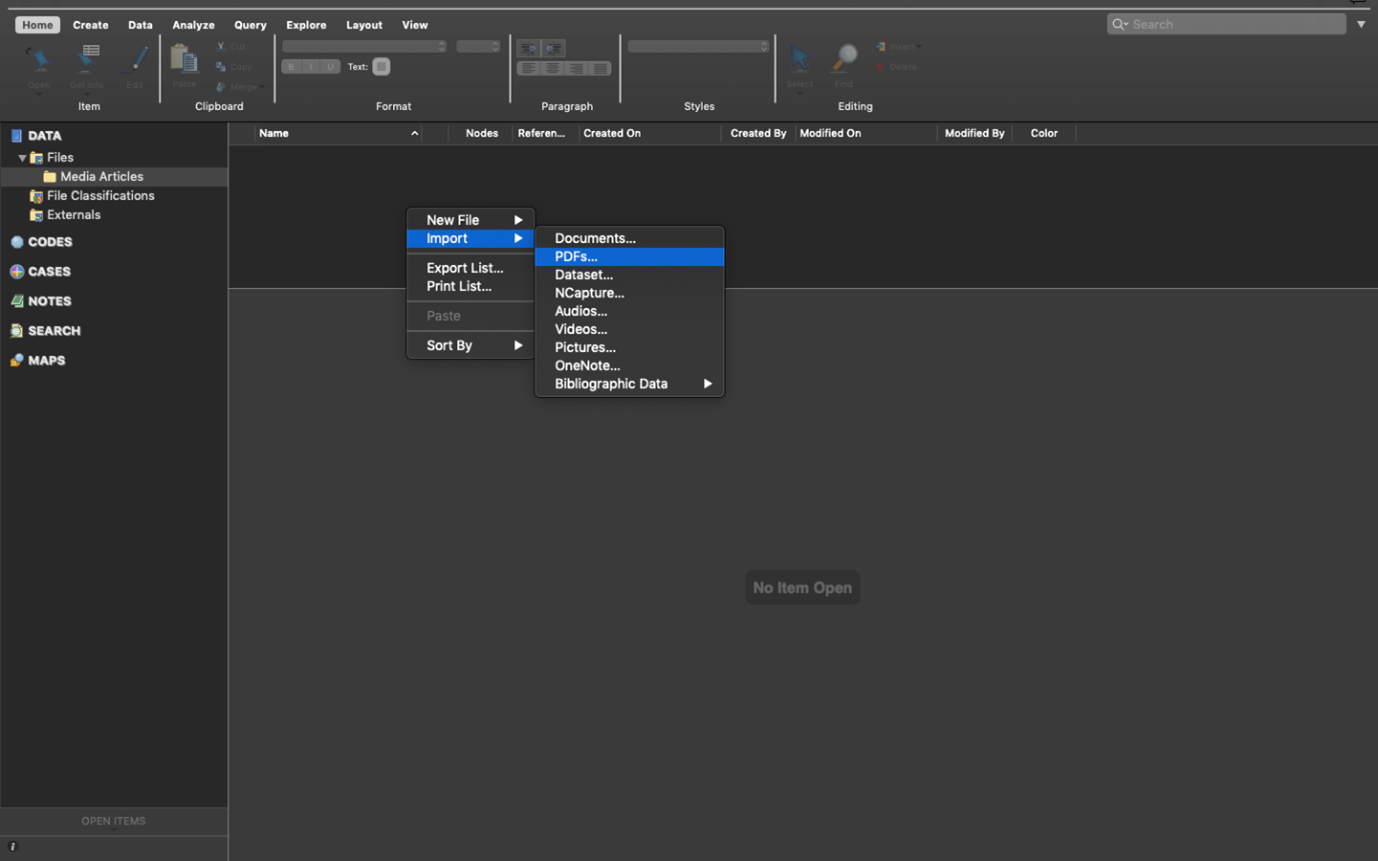 Home Create Data Analyze Query Explore Layout View
Search
Open Get Info Edit
Paste
Cut
Copy
Merge
B I U Text:
Select Find
Insert
Delete
Item Clipboard Format Paragraph Styles Editing
DATA
Files
Media Articles
File Classifications
Externals
CODES
CASES
NOTES
SEARCH
MAPS
Name Nodes Referen... Created On Created By Modified On Modified By Color
New File
Import
Export List...
Print List...
Paste
Sort By
Documents...
PDFs...
Dataset...
NCapture...
Audios...
Videos...
Pictures...
OneNote...
Bibliographic Data
No Item Open
OPEN ITEMS
i